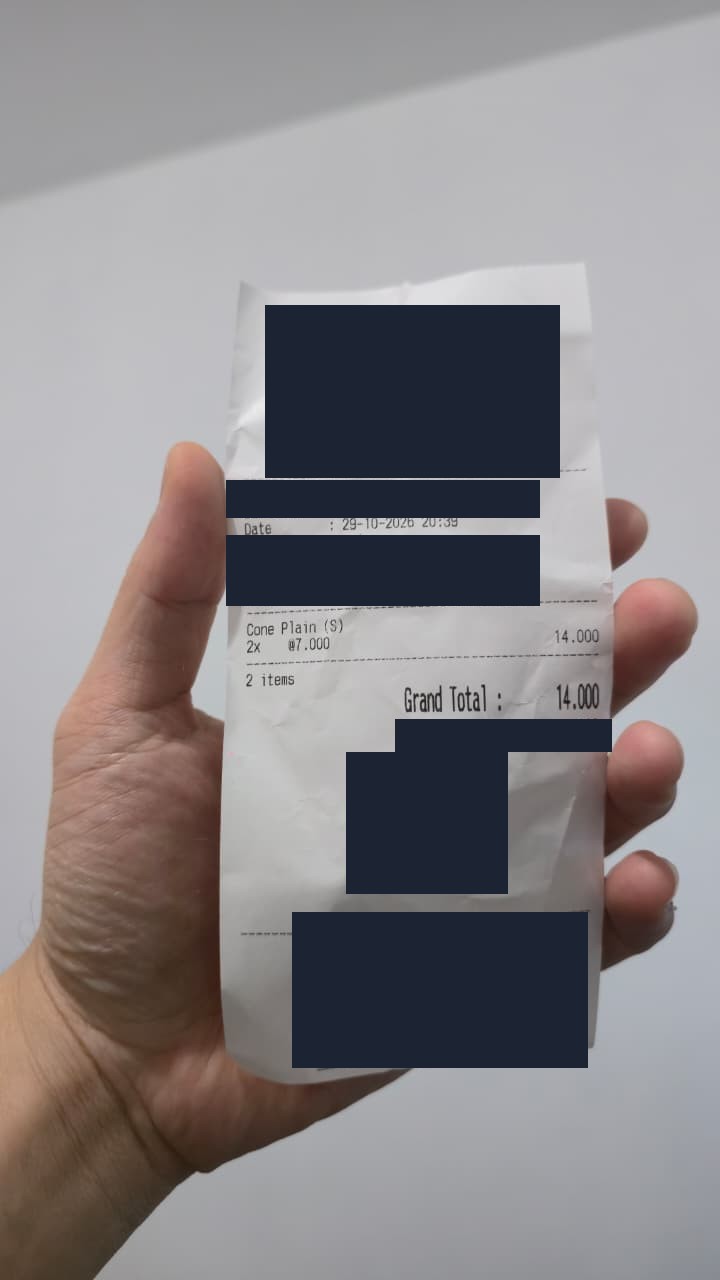 Date : 29-10-2026 20:39
Cone Plain (S)
2x @7.000 14.000
2 items
Grand Total : 14.000